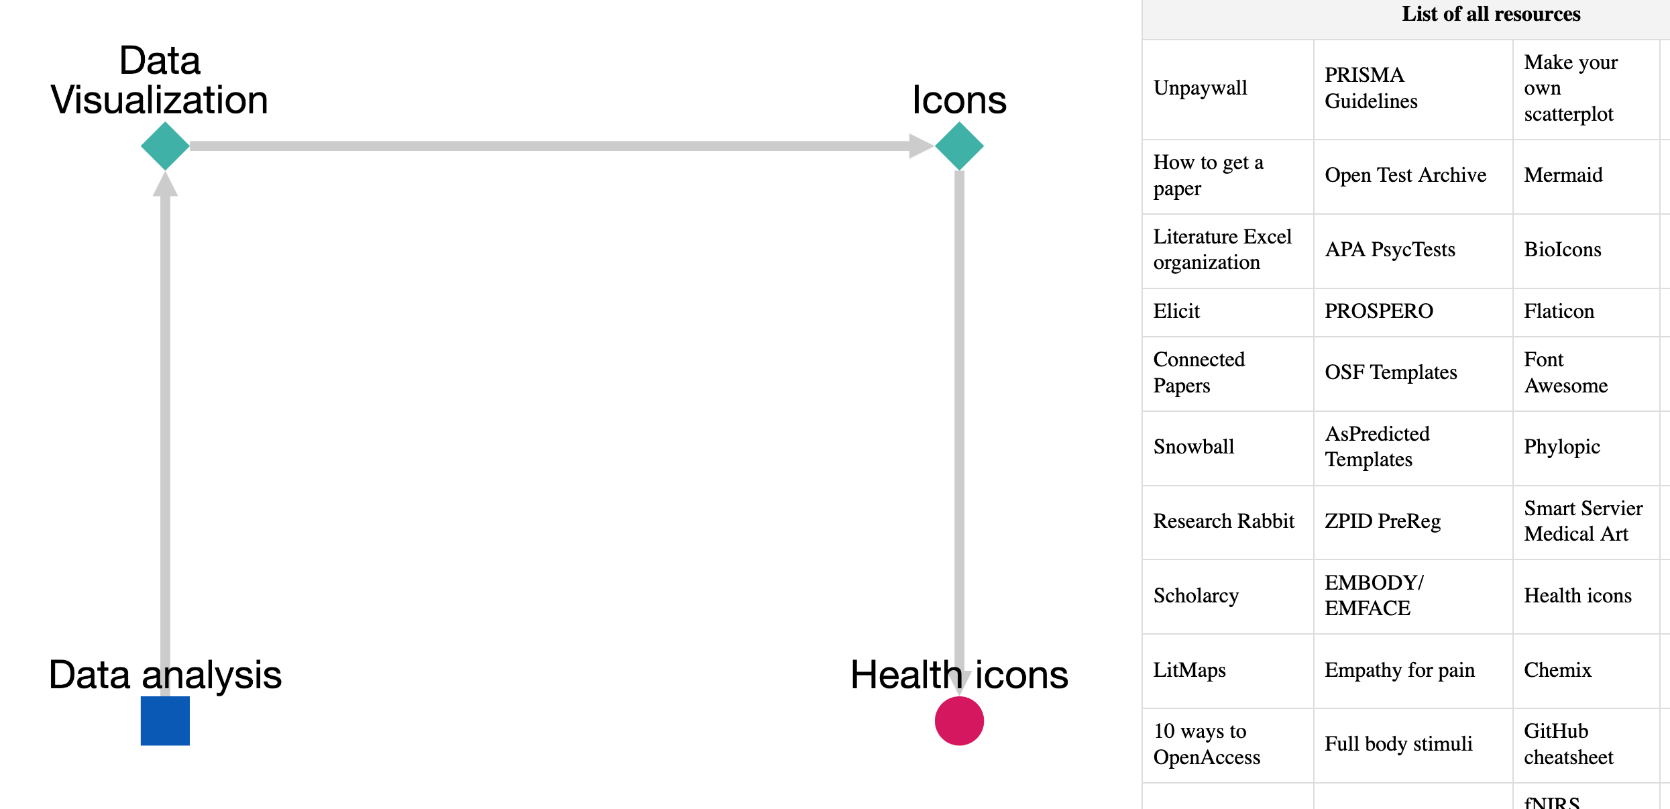 Data
Visualization
Icons
Data analysis
Health icons
List of all resources
Unpaywall
PRISMA
Guidelines
Make your
own
scatterplot
How to get a
paper
Open Test Archive
Mermaid
Literature Excel
organization
APA PsycTests
BioIcons
Elicit
PROSPERO
Flaticon
Connected
Papers
OSF Templates
Font
Awesome
Snowball
AsPredicted
Templates
Phylopic
Research Rabbit
ZPID PreReg
Smart Servier
Medical Art
Scholarcy
EMBODY/
EMFACE
Health icons
LitMaps
Empathy for pain
Chemix
10 ways to
OpenAccess
Full body stimuli
GitHub
cheatsheet
fNIRS